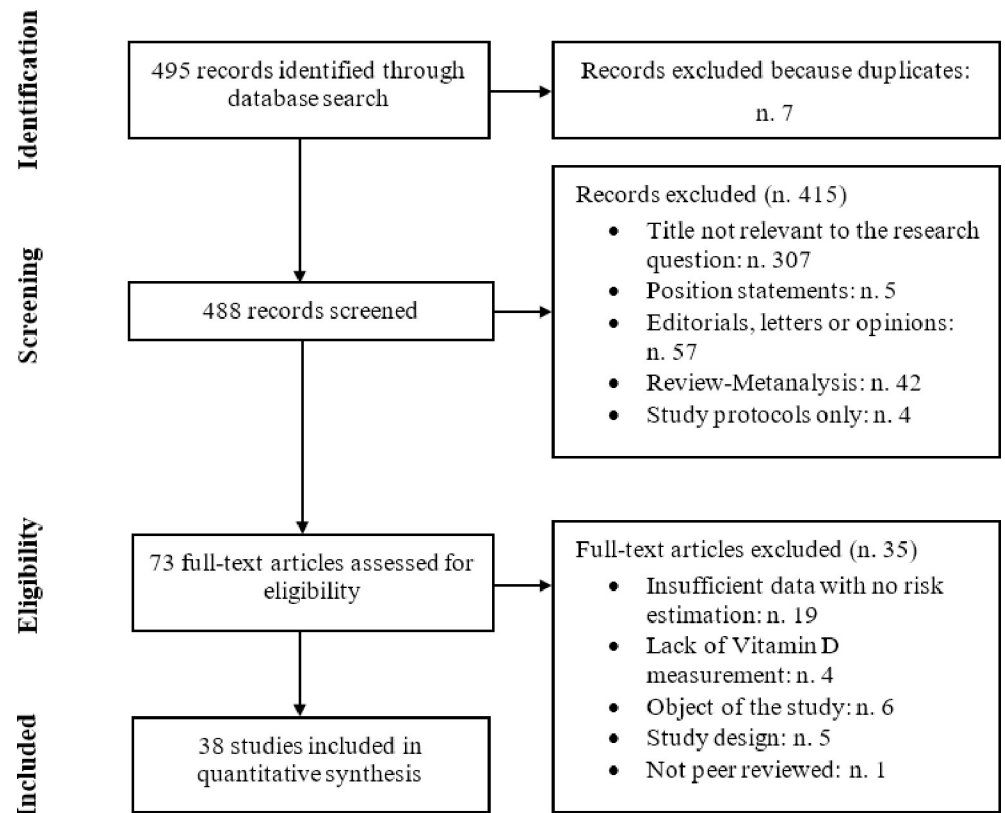 Identification
495 records identified through
database search
Records excluded because duplicates:
n. 7
Screening
488 records screened
Records excluded (n. 415)
• Title not relevant to the research
question: n. 307
• Position statements: n. 5
• Editorials, letters or opinions:
n. 57
• Review-Metanalysis: n. 42
• Study protocols only: n. 4
Eligibility
73 full-text articles assessed for
eligibility
Full-text articles excluded (n. 35)
• Insufficient data with no risk
estimation: n. 19
• Lack of Vitamin D
measurement: n. 4
• Object of the study: n. 6
• Study design: n. 5
• Not peer reviewed: n. 1
Included
38 studies included in
quantitative synthesis